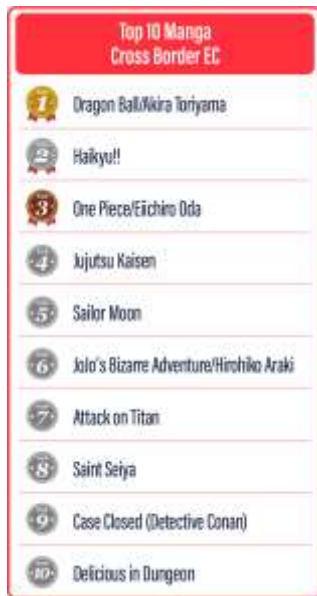 Top 10 Manga
Cross Border EC
1
Dragon Ball/Akira Toriyama
2
Haikyu!!
3
One Piece/Eiichiro Oda
4
Jujutsu Kaisen
5
Sailor Moon
6
JoJo's Bizarre Adventure/Hirohiko Araki
7
Attack on Titan
8
Saint Seiya
9
Case Closed (Detective Conan)
10
Delicious in Dungeon